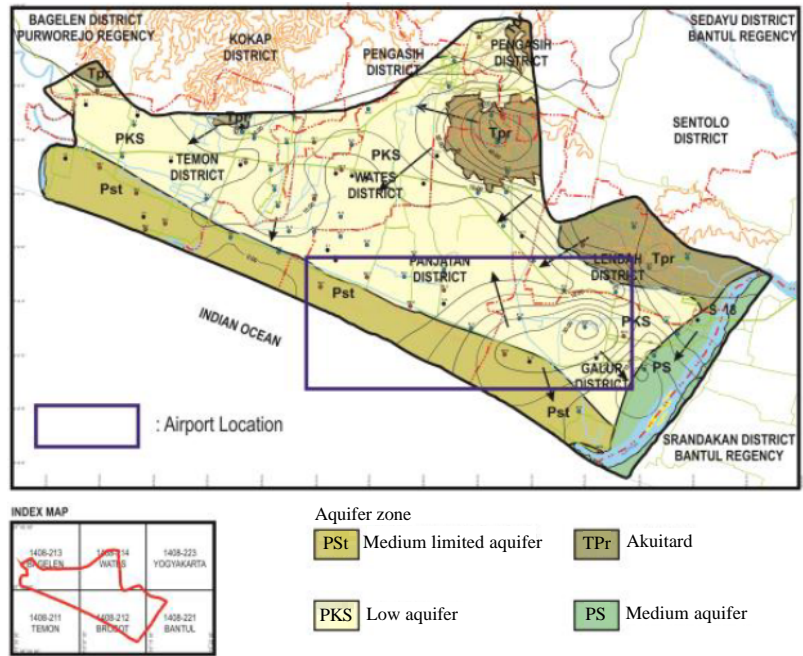 BAGELEN DISTRICT
PURWOREJO REGENCY
KOKAP
DISTRICT
PENGASIH
DISTRICT
PENGASIH
DISTRICT
SEDAYU DISTRICT
BANTUL REGENCY
SENTOLO
DISTRICT
Tpr
Tpr
Tpr
PKS
TEMON
DISTRICT
PKS
WATES
DISTRICT
Pst
PANJATAN
DISTRICT
LENDAH
DISTRICT
Tpr
Pst
INDIAN OCEAN
PKS
S 18
GALUR
DISTRICT
PS
Pst
SRANDAKAN DISTRICT
BANTUL REGENCY
: Airport Location
INDEX MAP
1408-213
BAGELEN
1408-214
WATES
1408-223
YOGYAKARTA
1408-211
TEMON
1408-212
BROSOT
1408-221
BANTUL
Aquifer zone
PSt Medium limited aquifer
TPr Akuitard
PKS Low aquifer
PS Medium aquifer